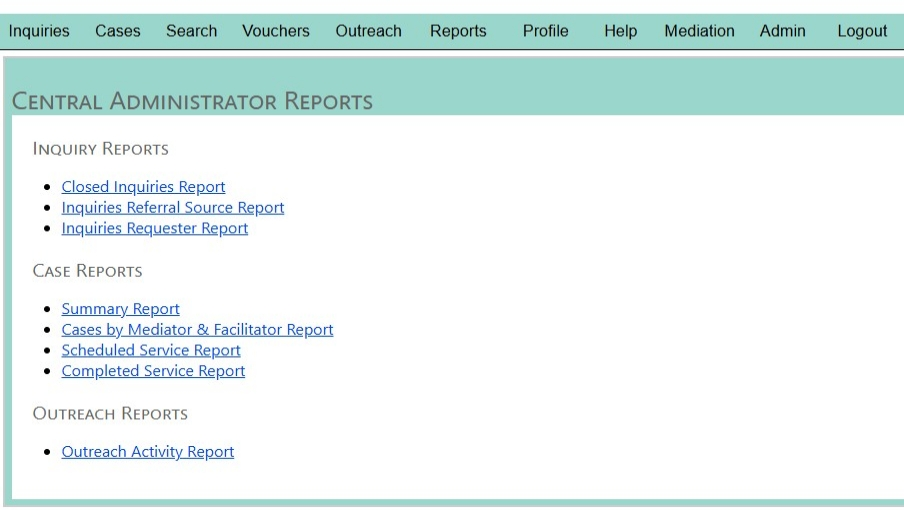 Inquiries Cases Search Vouchers Outreach Reports Profile Help Mediation Admin Logout
Central Administrator Reports
Inquiry Reports
Closed Inquiries Report
Inquiries Referral Source Report
Inquiries Requester Report
Case Reports
Summary Report
Cases by Mediator & Facilitator Report
Scheduled Service Report
Completed Service Report
Outreach Reports
Outreach Activity Report